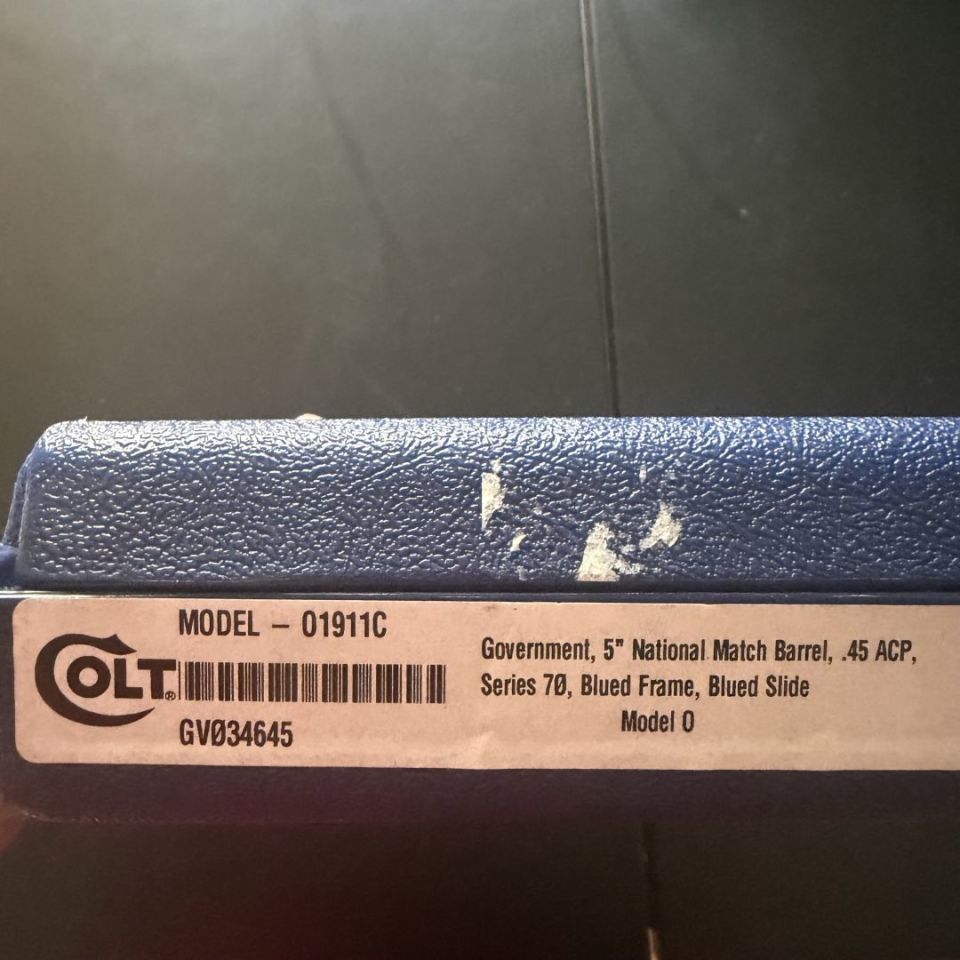 MODEL - 01911C
COLT®
GVØ34645
Government, 5" National Match Barrel, .45 ACP,
Series 7Ø, Blued Frame, Blued Slide
Model O